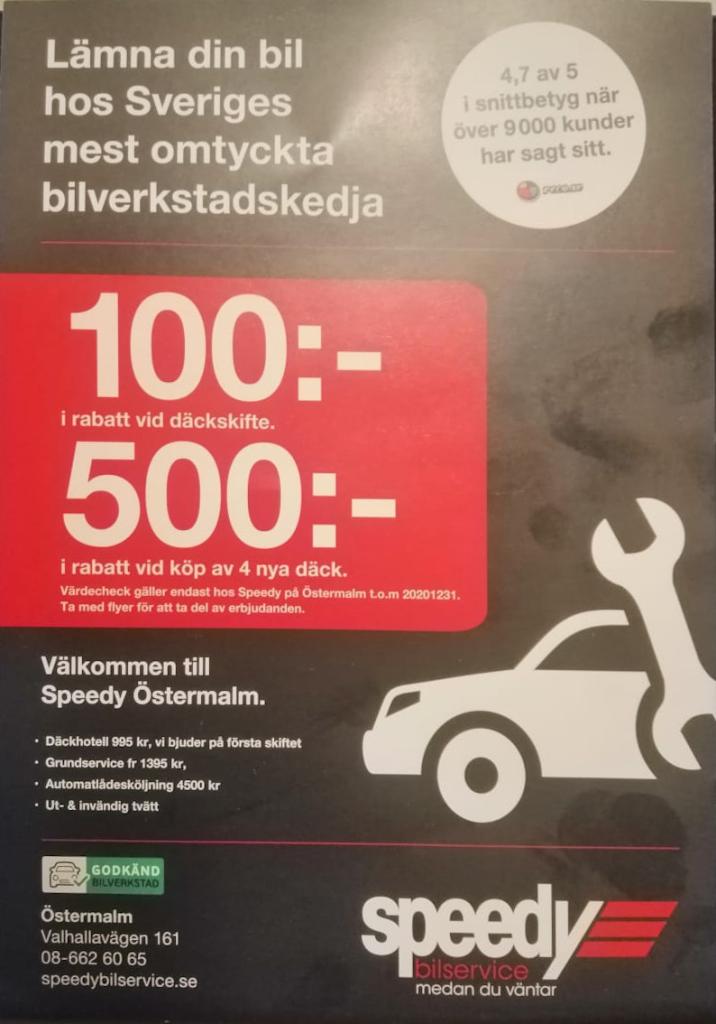 Lämna din bil
hos Sveriges
mest omtyckta
bilverkstadskedja
4,7 av 5
i snittbetyg när
över 9000 kunder
har sagt sitt.
100:-
i rabatt vid däckskifte.
500:-
i rabatt vid köp av 4 nya däck.
Värdecheck gäller endast hos Speedy på Östermalm t.o.m 20201231.
Ta med flyer för att ta del av erbjudanden.
Välkommen till
Speedy Östermalm.
· Däckhotell 995 kr, vi bjuder på första skiftet
· Grundservice fr 1395 kr,
· Automatlådesköljning 4500 kr
· Ut- & invändig tvätt
GODKÄND
BILVERKSTAD
Östermalm
Valhallavägen 161
08-662 60 65
speedybilservice.se
speedy
bilservice
medan du väntar